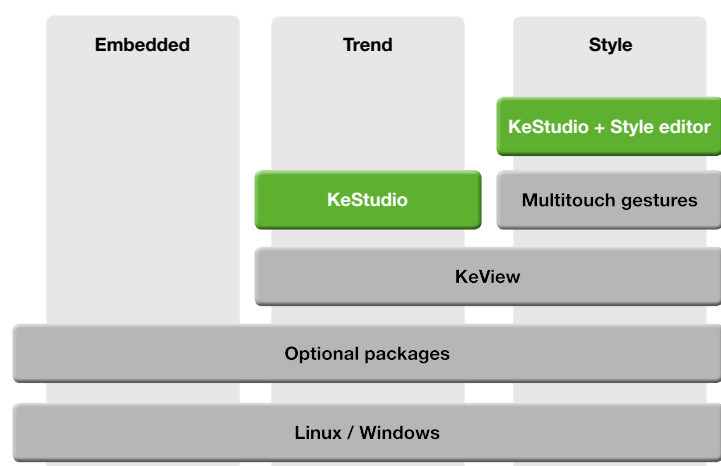 Embedded
Trend
Style
KeStudio + Style editor
KeStudio
Multitouch gestures
KeView
Optional packages
Linux / Windows